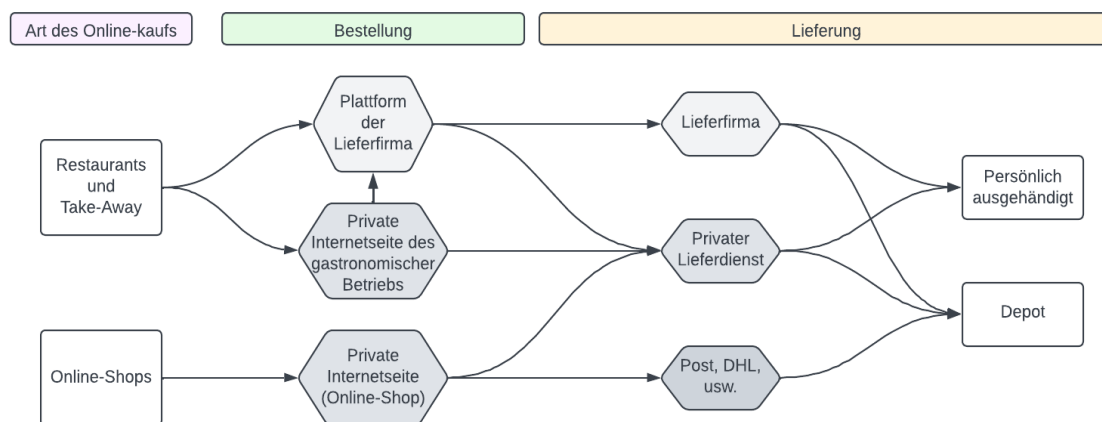 Art des Online-kaufs
Bestellung
Lieferung
Plattform
der
Lieferfirma
Lieferfirma
Restaurants
und
Take-Away
Persönlich
ausgehändigt
Private
Internetseite des
gastronomischer
Betriebs
Privater
Lieferdienst
Depot
Online-Shops
Private
Internetseite
(Online-Shop)
Post, DHL,
usw.